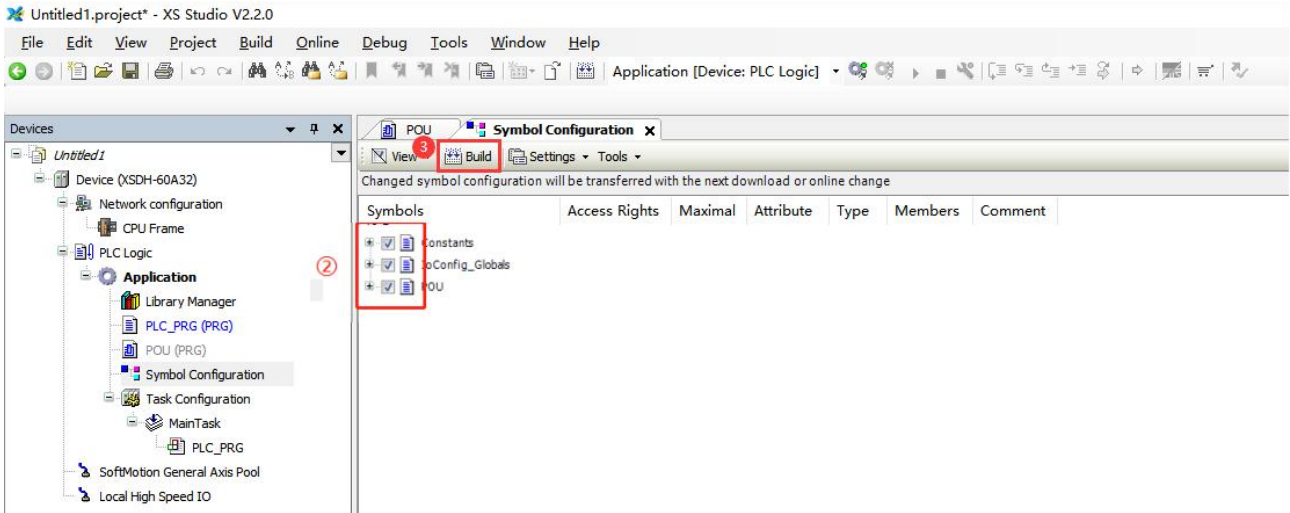 Untitled1.project* - XS Studio V2.2.0
File Edit View Project Build Online Debug Tools Window Help
Application [Device: PLC Logic]
Devices
POU Symbol Configuration x
Untitled1
View 3 Build Settings Tools
Device (XSDH-60A32)
Changed symbol configuration will be transferred with the next download or online change
Network configuration
Symbols Access Rights Maximal Attribute Type Members Comment
CPU Frame
Constants
PLC Logic
IoConfig_Globals
②
Application
POU
Library Manager
PLC_PRG (PRG)
POU (PRG)
Symbol Configuration
Task Configuration
MainTask
PLC_PRG
SoftMotion General Axis Pool
Local High Speed IO